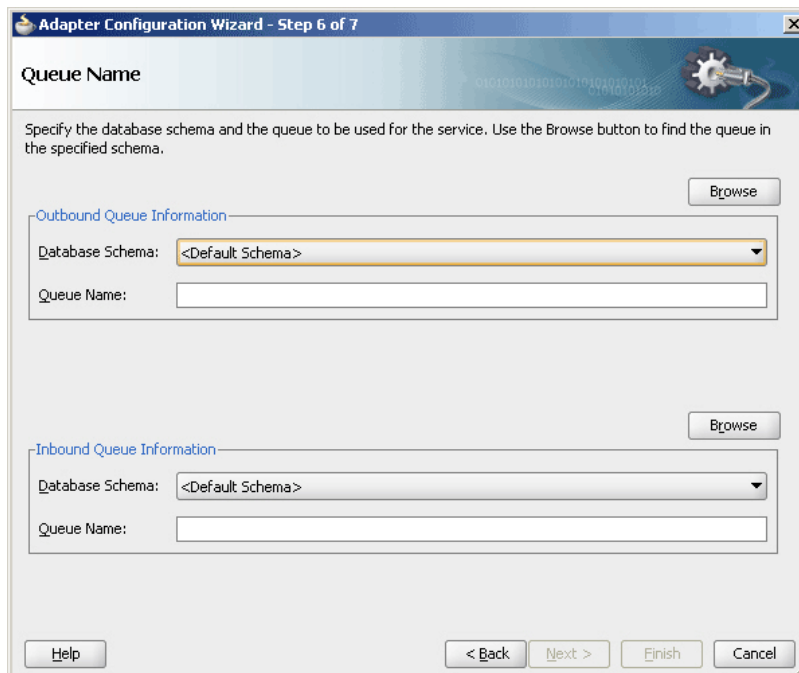 Adapter Configuration Wizard - Step 6 of 7
Queue Name
Specify the database schema and the queue to be used for the service. Use the Browse button to find the queue in
the specified schema.
Browse
Outbound Queue Information
Database Schema: <Default Schema>
Queue Name:
Browse
Inbound Queue Information
Database Schema: <Default Schema>
Queue Name:
Help < Back Next > Finish Cancel